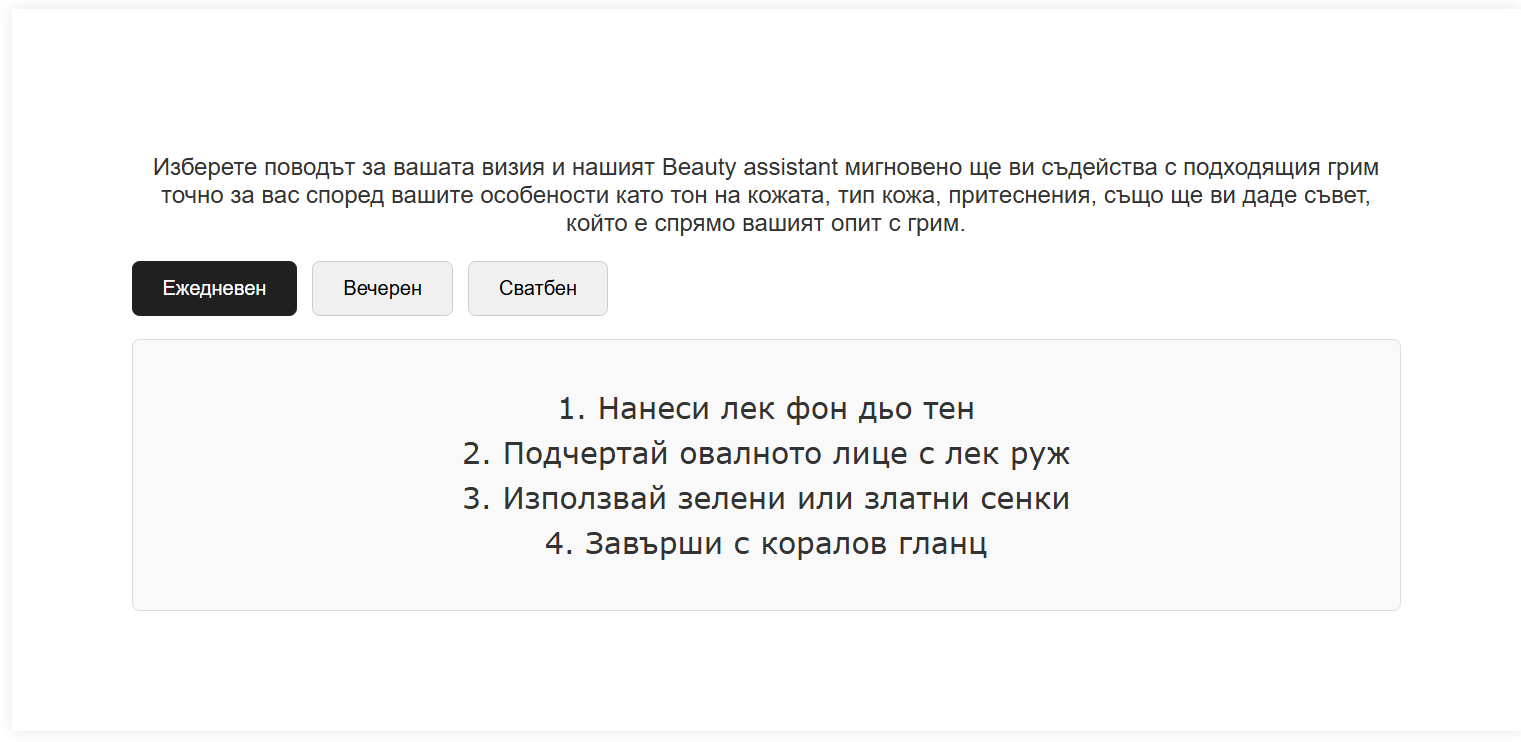 Изберете поводът за вашата визия и нашият Beauty assistant мигновено ще ви съдейства с подходящия грим
точно за вас според вашите особености като тон на кожата, тип кожа, притеснения, също ще ви даде съвет,
който е спрямо вашият опит с грим.
Ежедневен Вечерен Сватбен
1. Нанеси лек фон дьо тен
2. Подчертай овалното лице с лек руж
3. Използвай зелени или златни сенки
4. Завърши с коралов гланц